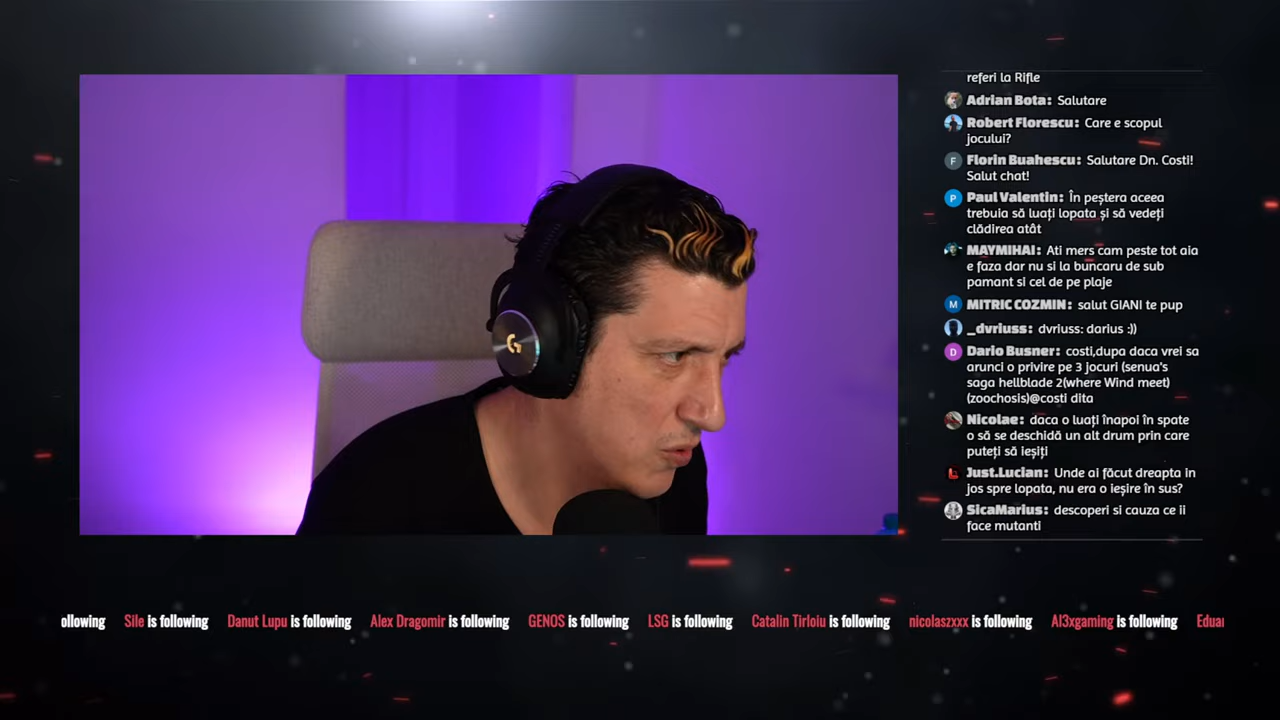 referi la Rifle
Adrian Bota: Salutare
Robert Florescu: Care e scopul
jocului?
F Florin Buahescu: Salutare Dn. Costi!
Salut chat!
P Paul Valentin: În peștera aceea
trebuia să luați lopata și să vedeți
clădirea atât
MAYMIHAI: Ati mers cam peste tot aia
e faza dar nu si la buncaru de sub
pamant si cel de pe plaje
M MITRIC COZMIN: salut GIANI te pup
_dvriuss: dvriuss: darius :))
D Dario Busner: costi,dupa daca vrei sa
arunci o privire pe 3 jocuri (senua's
saga hellblade 2(where Wind meet)
(zoochosis)@costi dita
Nicolae: daca o luați înapoi în spate
o să se deschidă un alt drum prin care
puteți să ieșiți
Just.Lucian: Unde ai făcut dreapta in
jos spre lopata, nu era o ieșire în sus?
SicaMarius: descoperi si cauza ce ii
face mutanti
G
ollowing Sile is following Danut Lupu is following Alex Dragomir is following GENOS is following LSG is following Catalin Tirloiu is following nicolaszxxx is following Al3xgaming is following Eduar